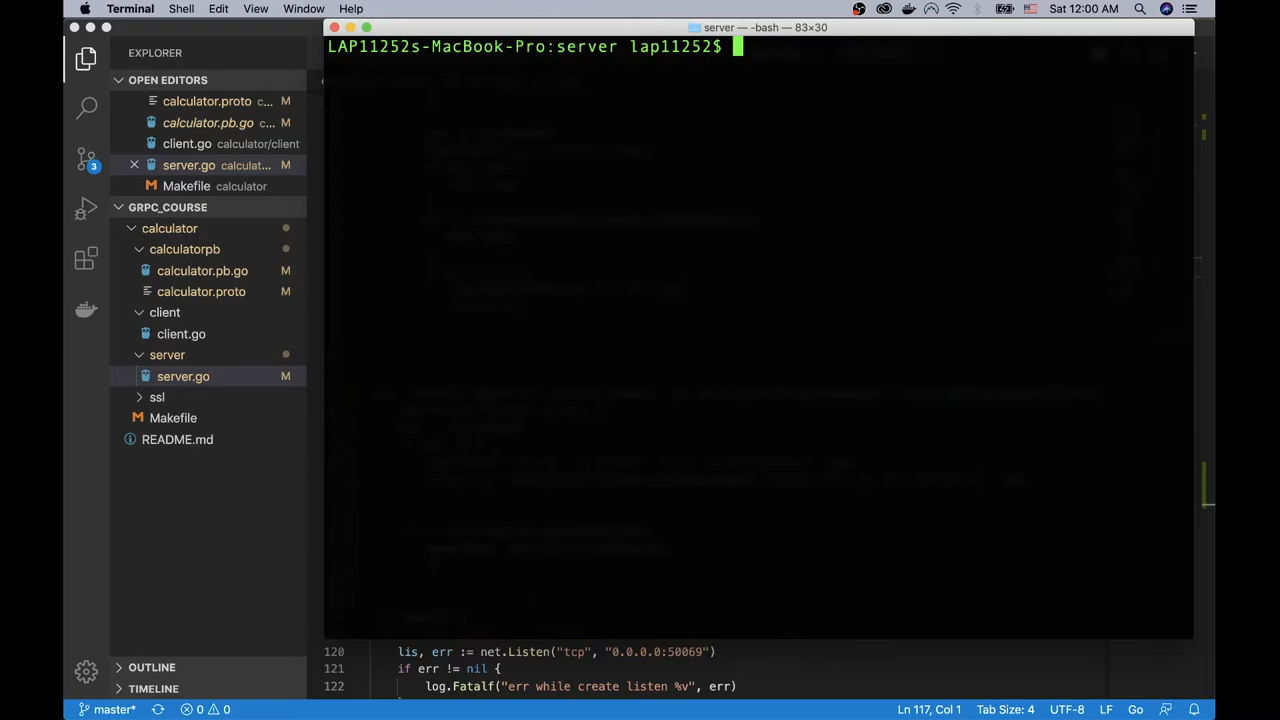 Terminal Shell Edit View Window Help
Sat 12:00 AM
server — -bash — 83×30
LAP11252s-MacBook-Pro:server lap11252$
EXPLORER
OPEN EDITORS
calculator.proto c... M
calculator.pb.go c... M
client.go calculator/client
server.go calculat... M
Makefile calculator
GRPC_COURSE
calculator
calculatorpb
calculator.pb.go M
calculator.proto M
client
client.go
server
server.go M
ssl
Makefile
README.md
OUTLINE
TIMELINE
3
120 lis, err := net.Listen("tcp", "0.0.0.0:50069")
121 if err != nil {
122 log.Fatalf("err while create listen %v", err)
master* 0 0 Ln 117, Col 1 Tab Size: 4 UTF-8 LF Go